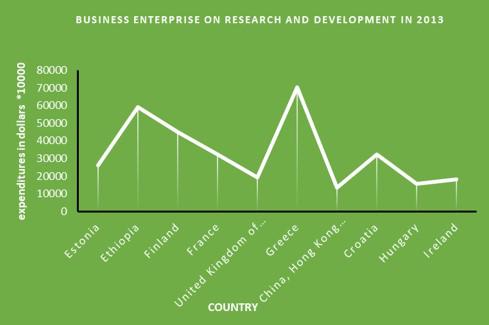 BUSINESS ENTERPRISE ON RESEARCH AND DEVELOPMENT IN 2013
expenditures in dollars *10000
80000
70000
60000
50000
40000
30000
20000
10000
0
Estonia
Ethiopia
Finland
France
United Kingdom of...
Greece
China, Hong Kong...
Croatia
Hungary
Ireland
COUNTRY